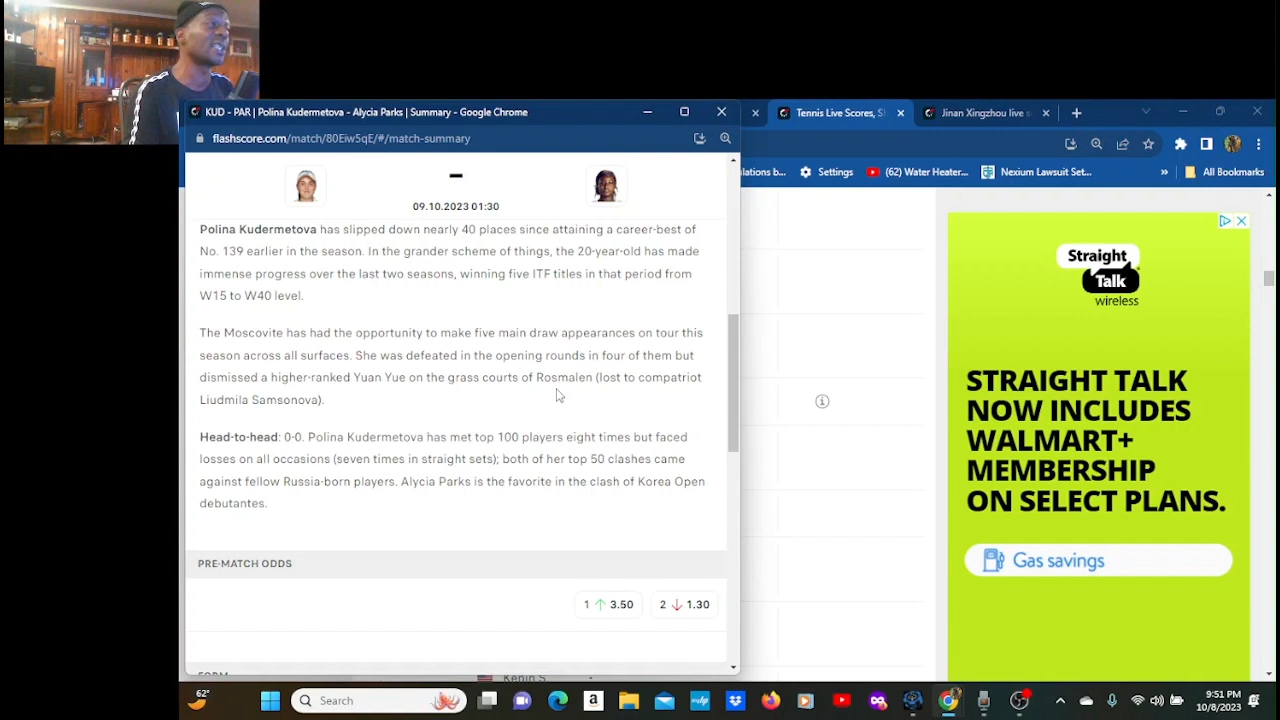 KUD - PAR | Polina Kudermetova - Alycia Parks | Summary - Google Chrome
Tennis Live Scores, S
Jinan Xingzhou live s
flashscore.com/match/80Eiw5qE/#/match-summary
Settings
(62) Water Heater...
Nexium Lawsuit Set...
»
All Bookmarks
-
09.10.2023 01:30
Polina Kudermetova has slipped down nearly 40 places since attaining a career-best of
No. 139 earlier in the season. In the grander scheme of things, the 20-year-old has made
immense progress over the last two seasons, winning five ITF titles in that period from
W15 to W40 level.
The Moscovite has had the opportunity to make five main draw appearances on tour this
season across all surfaces. She was defeated in the opening rounds in four of them but
dismissed a higher-ranked Yuan Yue on the grass courts of Rosmalen (lost to compatriot
Liudmila Samsonova).
Head-to-head: 0-0. Polina Kudermetova has met top 100 players eight times but faced
losses on all occasions (seven times in straight sets); both of her top 50 clashes came
against fellow Russia-born players. Alycia Parks is the favorite in the clash of Korea Open
debutantes.
PRE-MATCH ODDS
1 ↑ 3.50 2 ↓ 1.30
Straight
Talk
wireless
STRAIGHT TALK
NOW INCLUDES
WALMART+
MEMBERSHIP
ON SELECT PLANS.
Gas savings
62°
Search
9:51 PM
10/8/2023